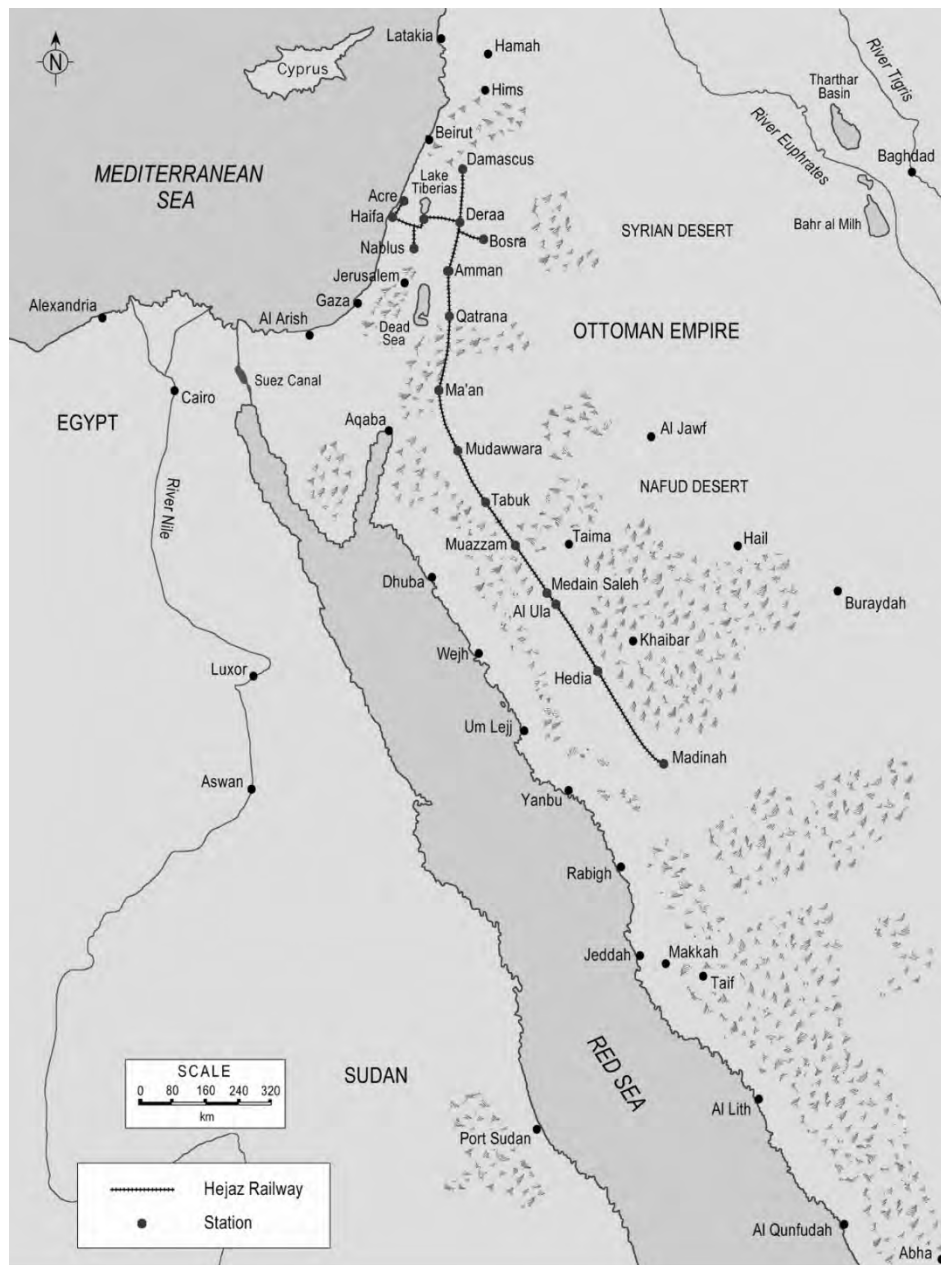 N
Latakia
Hamah
Cyprus
Hims
River Tigris
Tharthar
Basin
River Euphrates
Beirut
Baghdad
MEDITERRANEAN
SEA
Damascus
Lake
Tiberias
Acre
Haifa
Deraa
Bahr al Milh
SYRIAN DESERT
Bosra
Nablus
Amman
Jerusalem
Gaza
Alexandria
Al Arish
Dead
Sea
Qatrana
OTTOMAN EMPIRE
Suez Canal
Cairo
Ma'an
EGYPT
Aqaba
Al Jawf
Mudawwara
NAFUD DESERT
River Nile
Tabuk
Taima
Hail
Muazzam
Dhuba
Medain Saleh
Al Ula
Buraydah
Khaibar
Wejh
Luxor
Hedia
Um Lejj
Madinah
Aswan
Yanbu
Rabigh
Jeddah
Makkah
Taif
RED SEA
SCALE
0 80 160 240 320
km
SUDAN
Al Lith
Port Sudan
Hejaz Railway
Station
Al Qunfudah
Abha